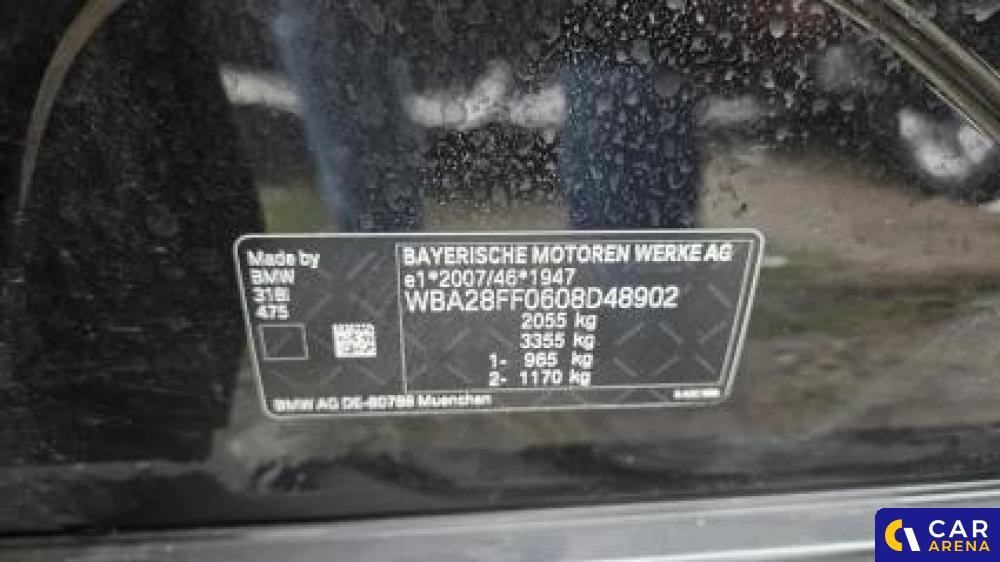 Made by
BMW
318i
475
BAYERISCHE MOTOREN WERKE AG
e1*2007/46*1947
WBA28FF0608D48902
2055 kg
3355 kg
1- 965 kg
2- 1170 kg
BMW AG DE-80788 Muenchen
CAR
ARENA